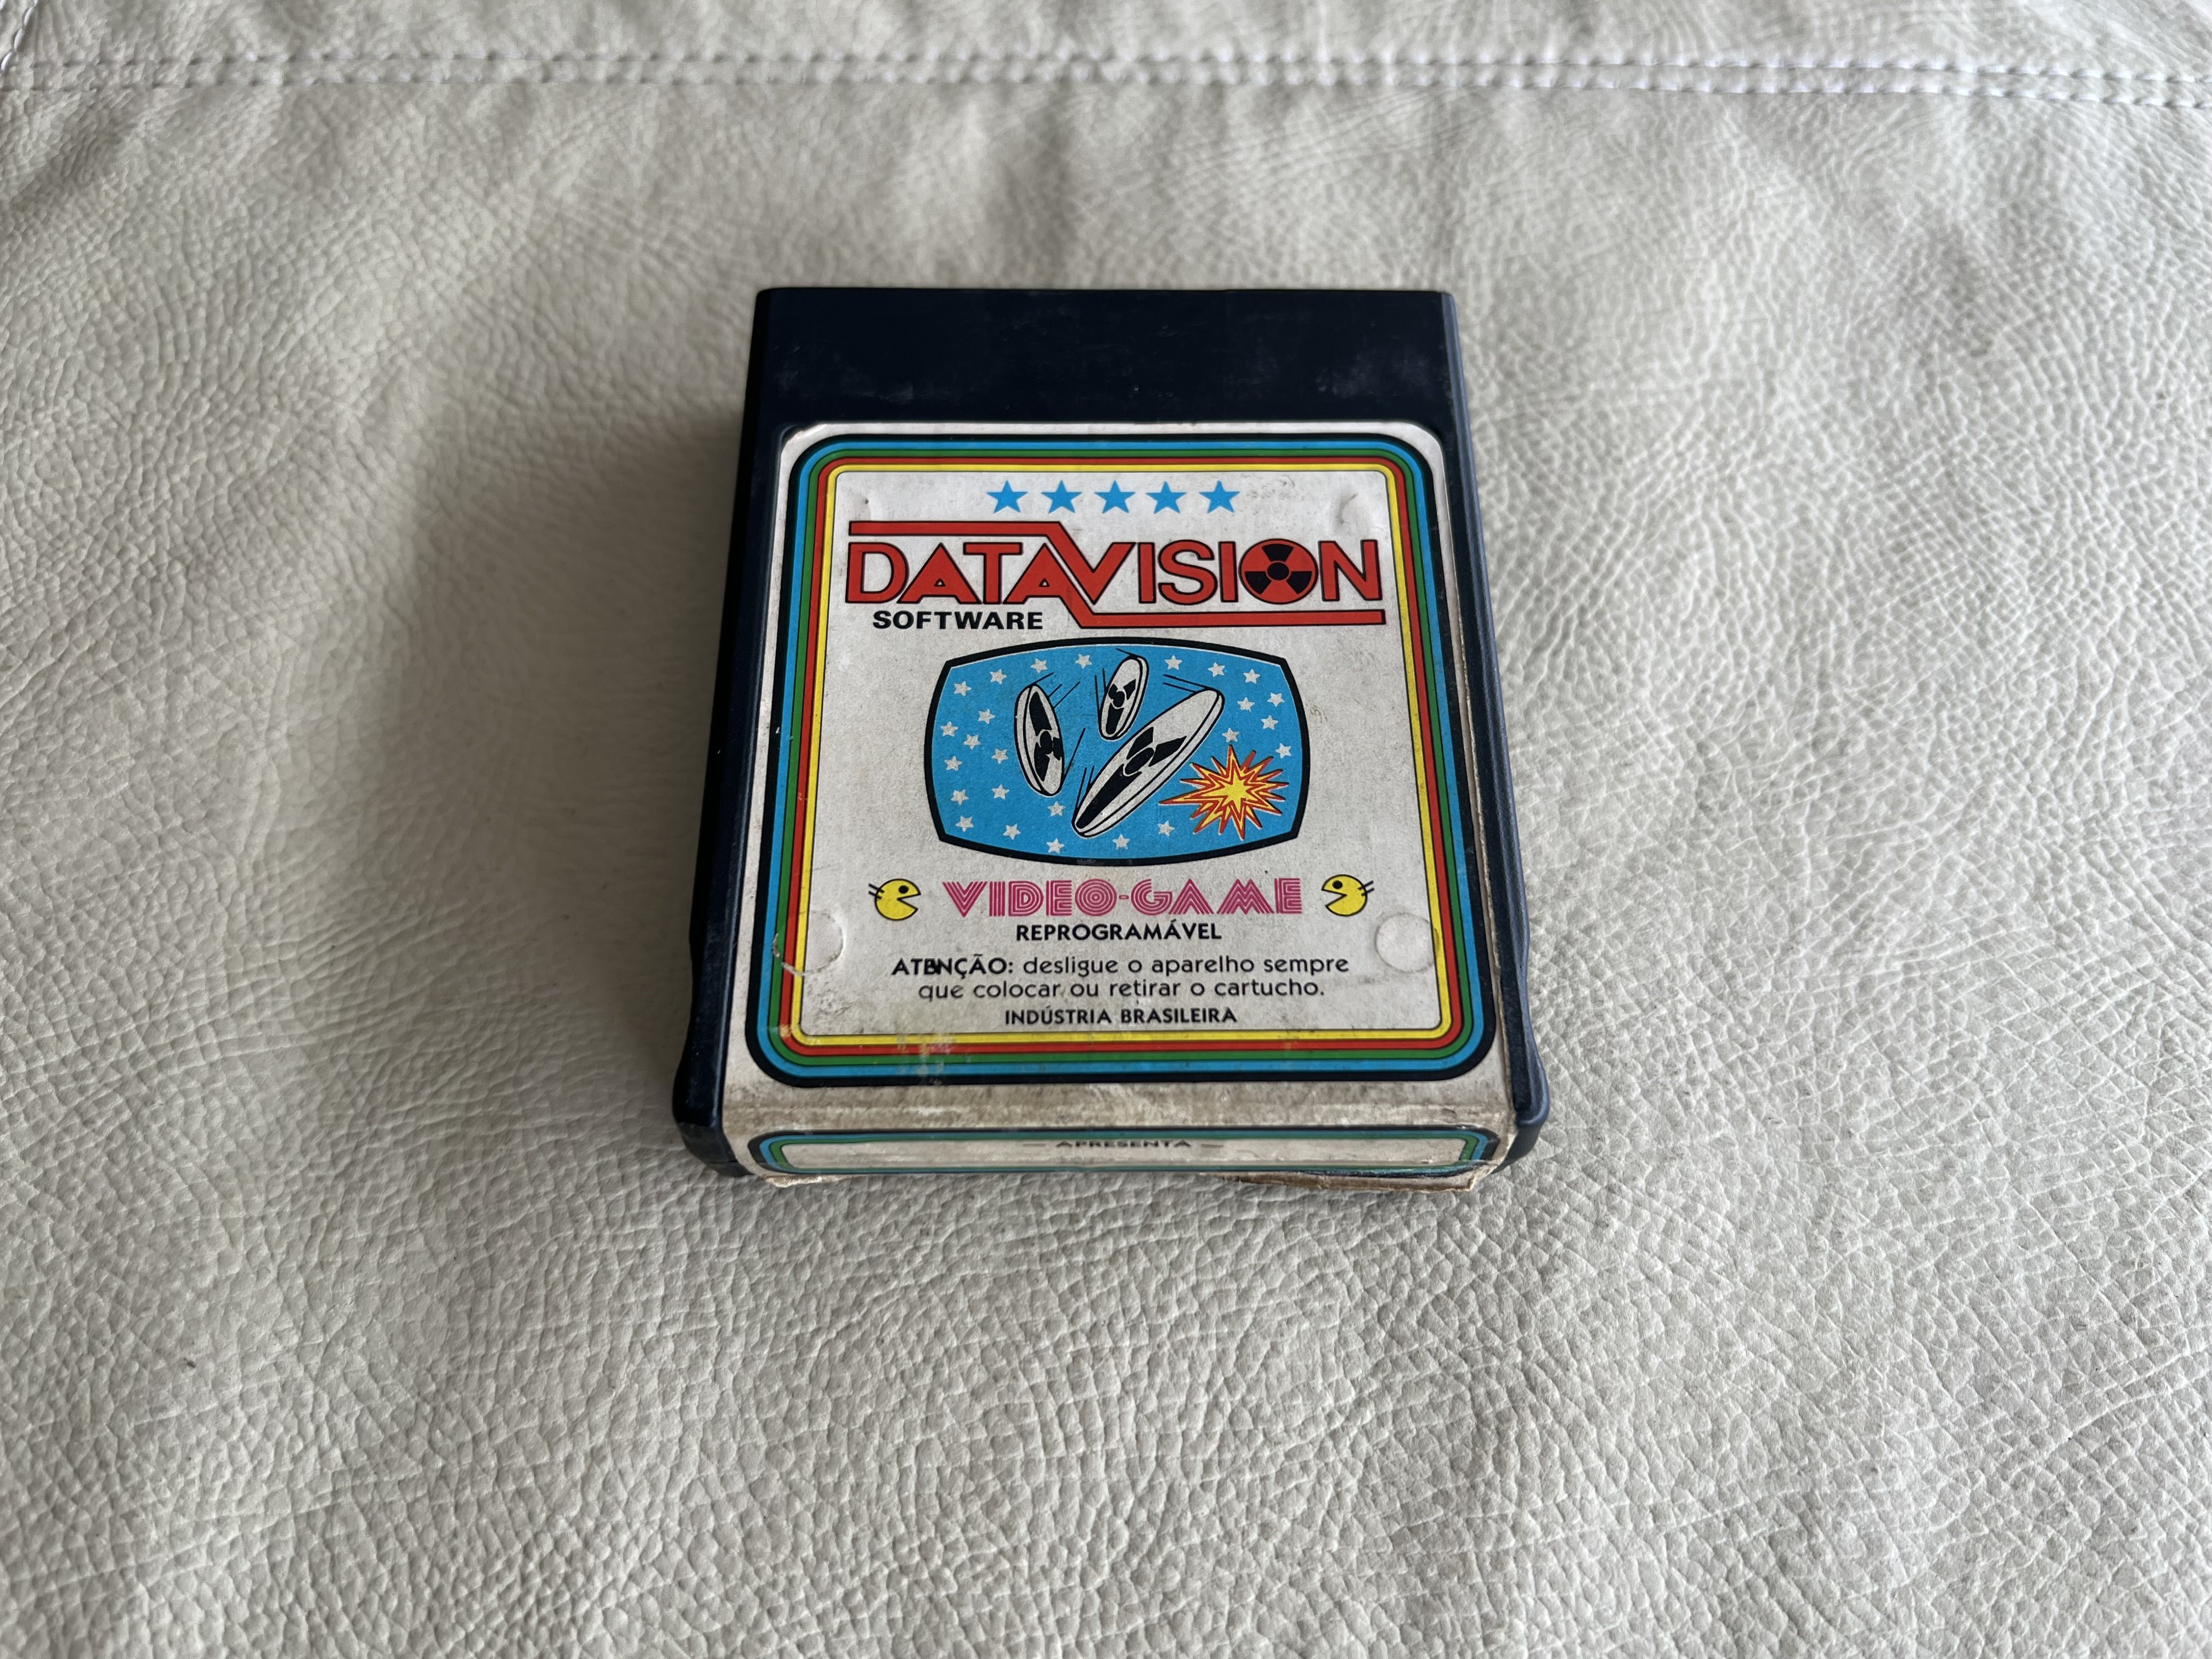 DATAVISION
SOFTWARE
VIDEO-GAME
REPROGRAMÁVEL
ATENÇÃO: desligue o aparelho sempre
que colocar ou retirar o cartucho.
INDÚSTRIA BRASILEIRA
— APRESENTA —